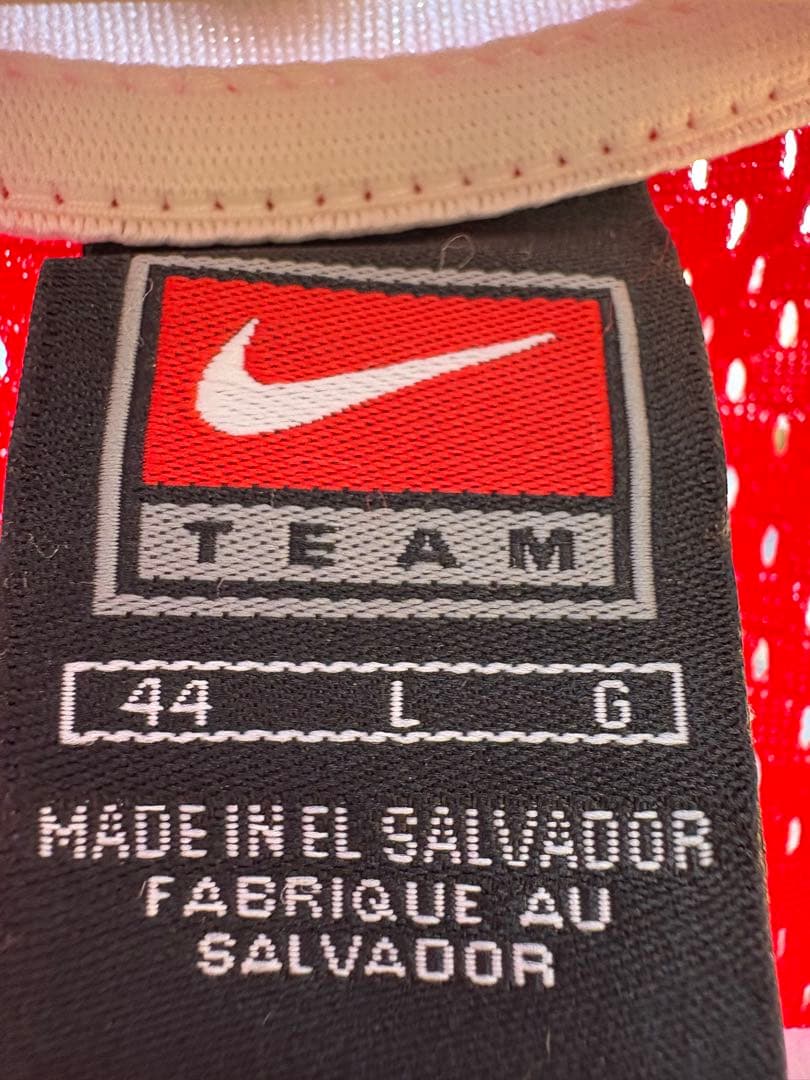 TEAM
44 L G
MADE IN EL SALVADOR
FABRIQUE AU
SALVADOR